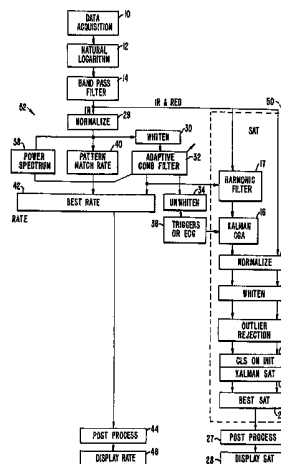 DATA
ACQUISITION
10
NATURAL
LOGARITHM
12
BAND PASS
FILTER
14
52
IR
IR & RED
50
NORMALIZE
29
WHITEN
30
SAT
38
POWER
SPECTRUM
PATTERN
MATCH RATE
40
ADAPTIVE
COMB FILTER
32
17
HARMONIC
FILTER
42
BEST RATE
34
UNWHITEN
RATE
36
TRIGGERS
OR ECG
16
KALMAN
CGA
NORMALIZE
WHITEN
OUTLIER
REJECTION
CLS ON INIT
KALMAN SAT
BEST SAT
POST PROCESS
44
27
POST PROCESS
DISPLAY RATE
48
28
DISPLAY SAT